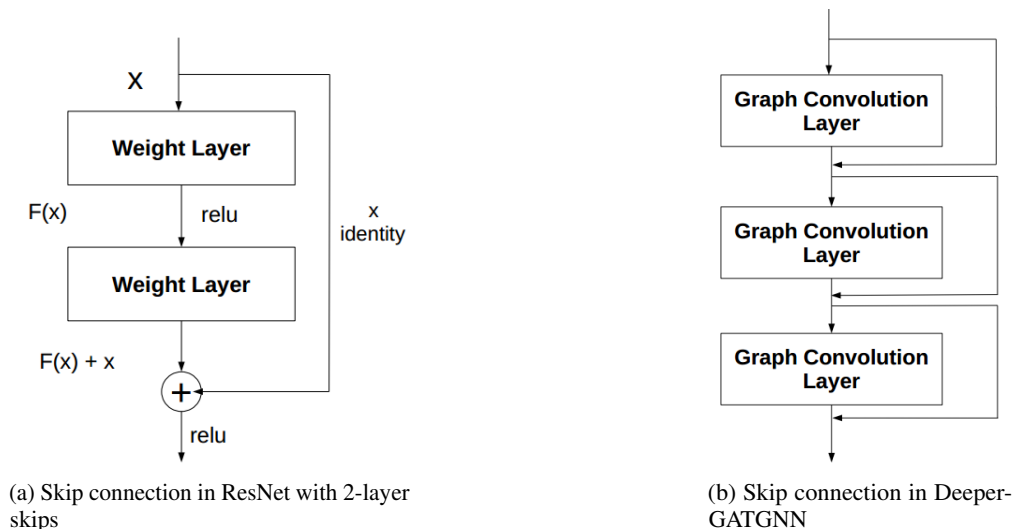 X
Weight Layer
F(x)
relu
x
identity
Weight Layer
F(x) + x
+
relu
(a) Skip connection in ResNet with 2-layer
skips
Graph Convolution
Layer
Graph Convolution
Layer
Graph Convolution
Layer
(b) Skip connection in Deeper-
GATGNN